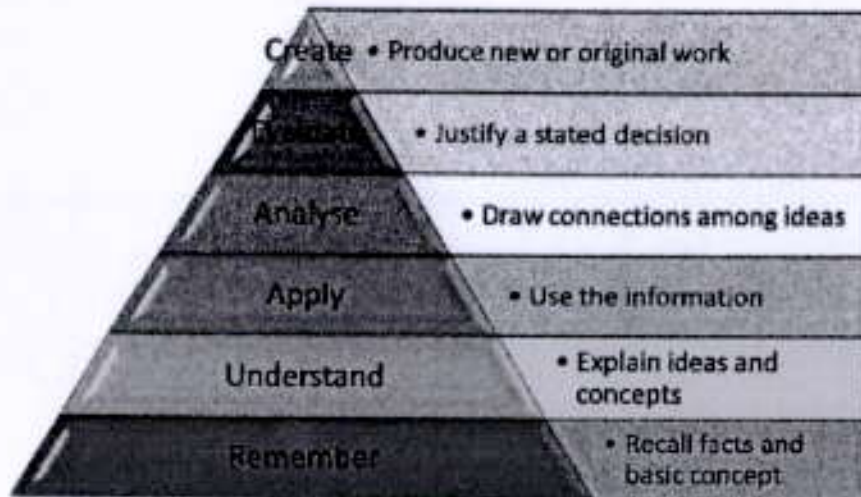 Create • Produce new or original work
Evaluate • Justify a stated decision
Analyse • Draw connections among ideas
Apply • Use the information
Understand • Explain ideas and
concepts
Remember • Recall facts and
basic concept